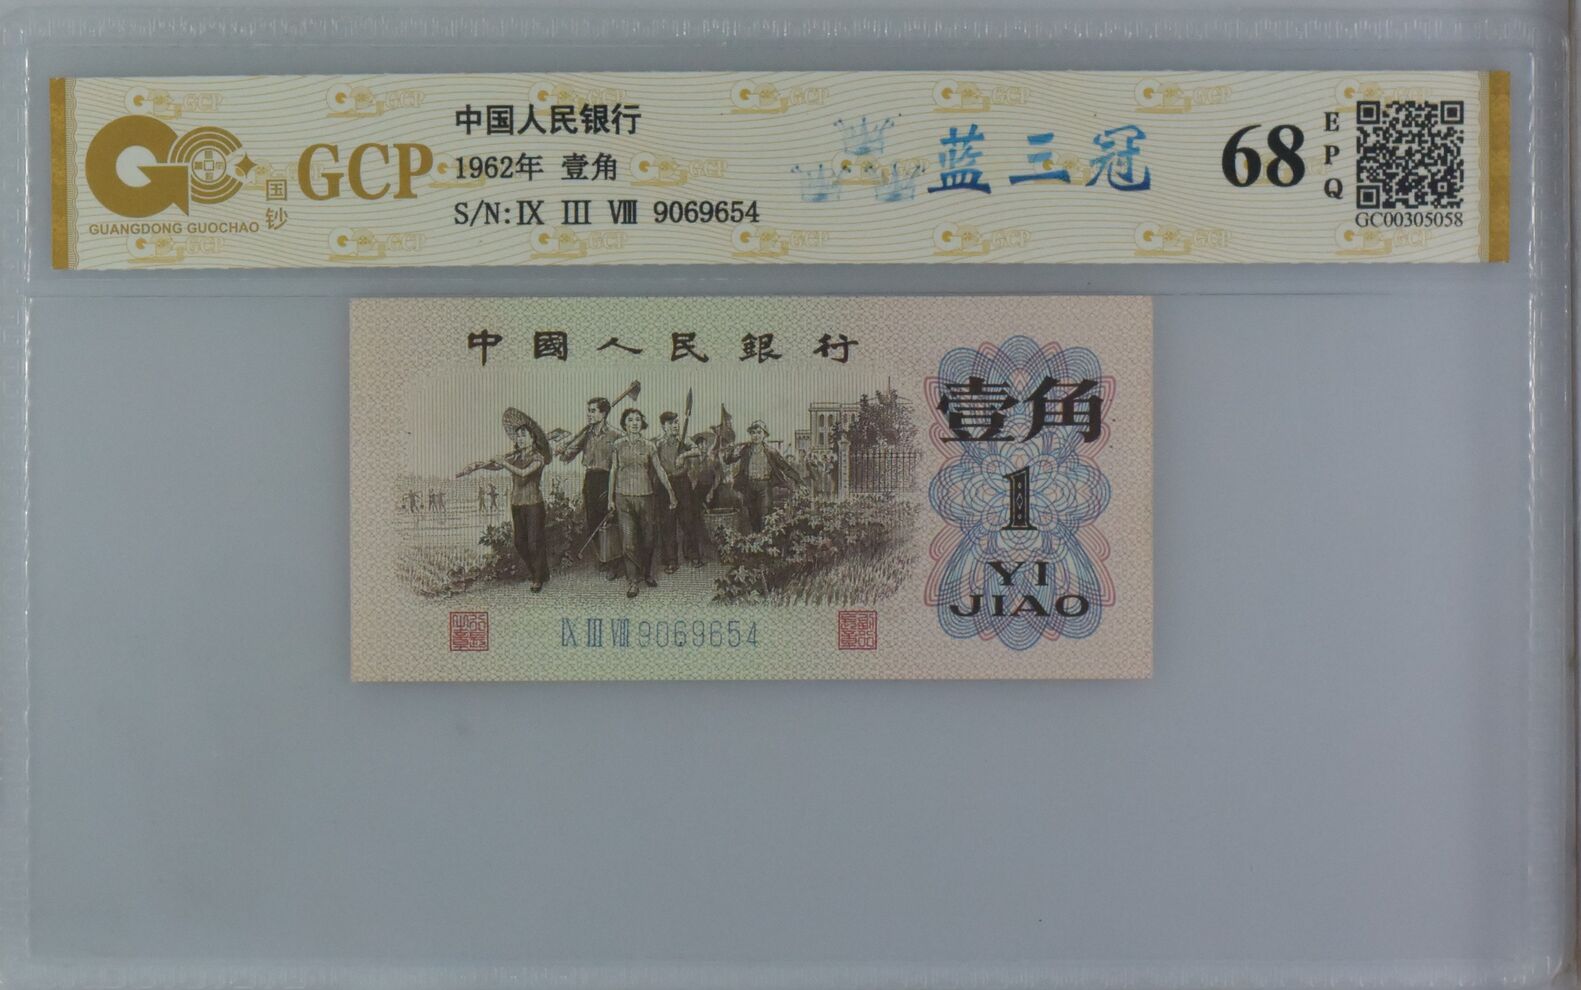 GCP
国钞
GUANGDONG GUOCHAO
中国人民银行
1962年 壹角
S/N:Ⅸ Ⅲ Ⅷ 9069654
蓝三冠
68
EPQ
GC00305058
中國人民銀行
壹角
1
YI
JIAO
Ⅸ Ⅲ Ⅷ 9069654